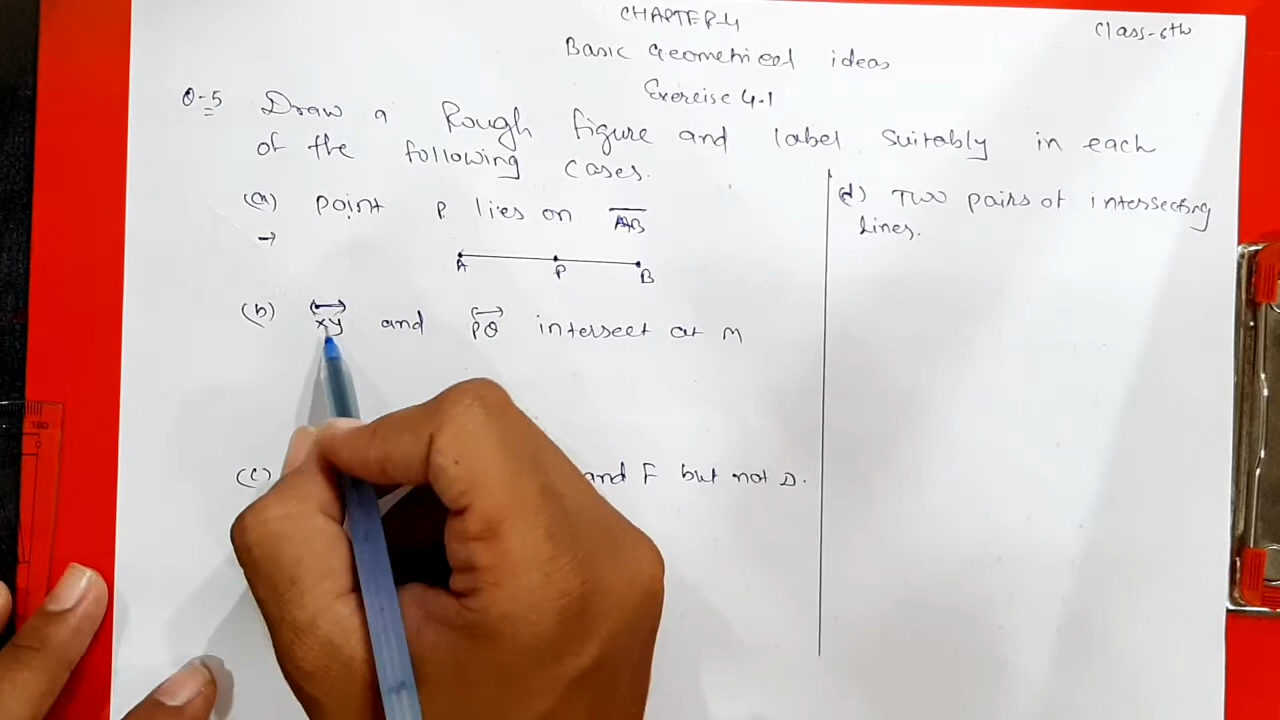 CHAPTER-4
Class-6th
Basic Geometrical ideas
Exercise 4.1
Q-5 Draw a Rough figure and label suitably in each
of the following cases.
(a) point P lies on AB
→
A P B
(b) XY and PQ intersect at M
(c) and F but not D.
(d) Two pairs of intersecting
lines.
180
0